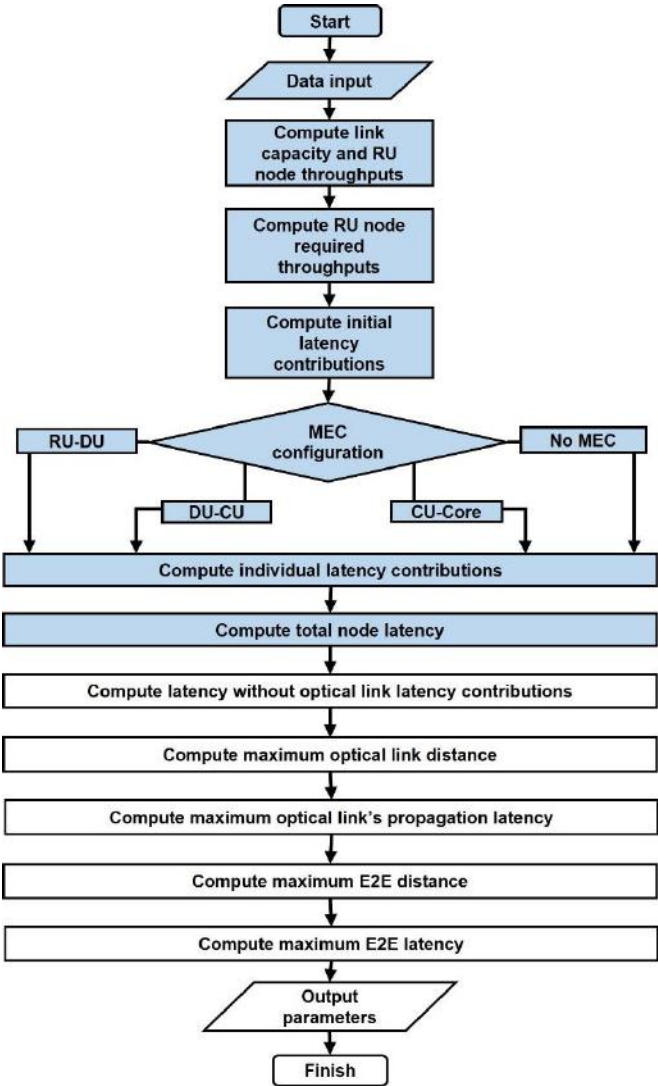 Start
Data input
Compute link
capacity and RU
node throughputs
Compute RU node
required
throughputs
Compute initial
latency
contributions
MEC
configuration
RU-DU
No MEC
DU-CU
CU-Core
Compute individual latency contributions
Compute total node latency
Compute latency without optical link latency contributions
Compute maximum optical link distance
Compute maximum optical link's propagation latency
Compute maximum E2E distance
Compute maximum E2E latency
Output
parameters
Finish